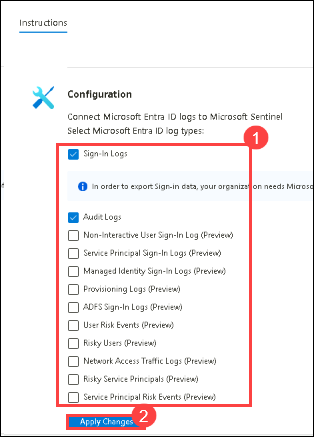 Instructions
Configuration
Connect Microsoft Entra ID logs to Microsoft Sentinel
Select Microsoft Entra ID log types:
1
Sign-In Logs
In order to export Sign-in data, your organization needs Microso
Audit Logs
Non-Interactive User Sign-In Log (Preview)
Service Principal Sign-In Logs (Preview)
Managed Identity Sign-In Logs (Preview)
Provisioning Logs (Preview)
ADFS Sign-In Logs (Preview)
User Risk Events (Preview)
Risky Users (Preview)
Network Access Traffic Logs (Preview)
Risky Service Principals (Preview)
Service Principal Risk Events (Preview)
Apply Changes
2